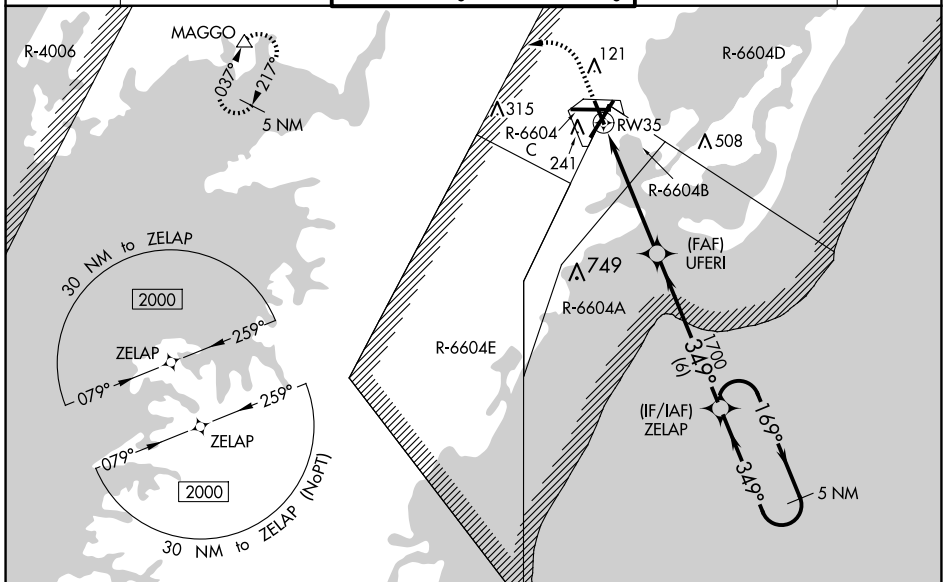 R-4006
MAGGO
037°
217°
5 NM
121
R-6604D
315
R-6604
C
241
RW35
508
R-6604B
(FAF)
UFERI
749
R-6604A
R-6604E
1700
349°
(6)
(IF/IAF)
ZELAP
169°
349°
5 NM
30 NM to ZELAP
2000
259°
ZELAP
079°
259°
ZELAP
079°
2000
30 NM to ZELAP (NoPT)